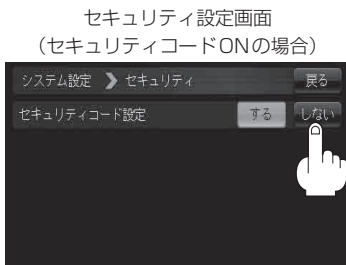 セキュリティ設定画面
（セキュリティコードONの場合）
システム設定 セキュリティ 戻る
セキュリティコード設定 する しない